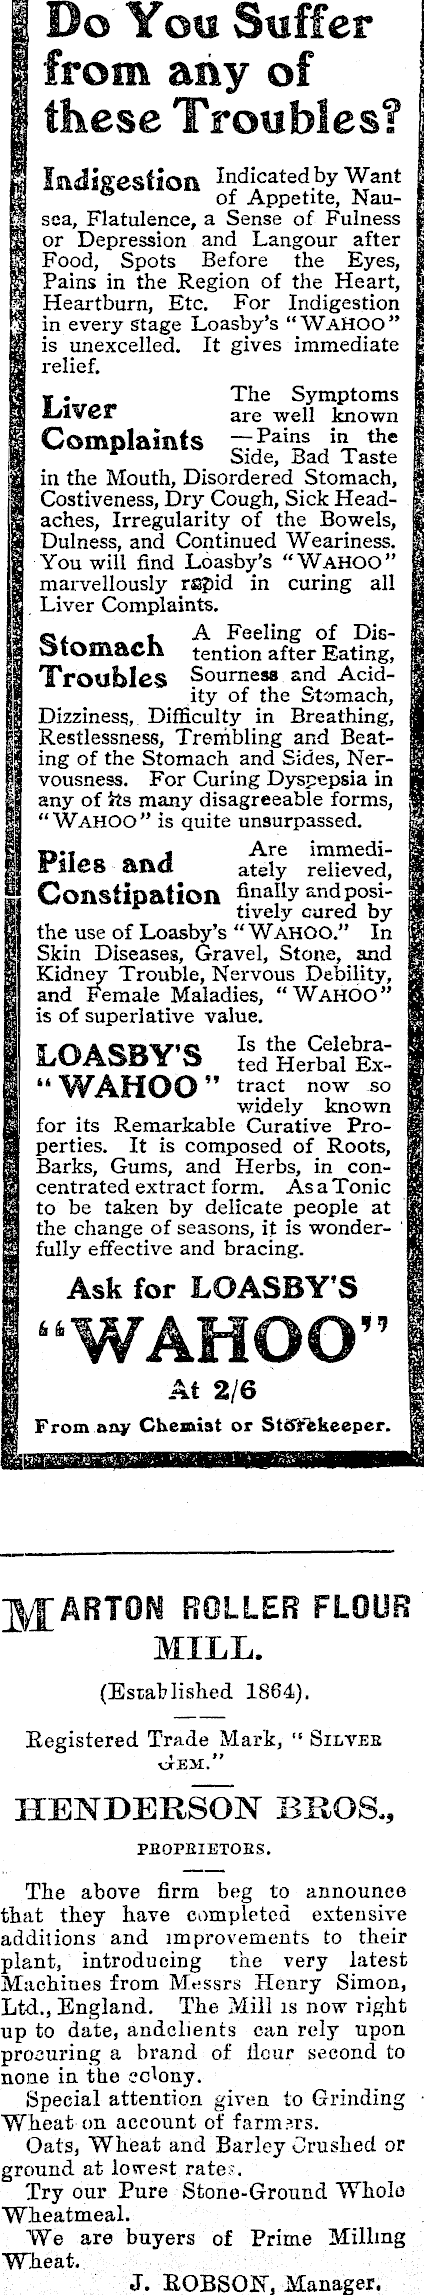 Do You Suffer
from any of
these Troubles?
Indigestion Indicated by Want
of Appetite, Nau-
sea, Flatulence, a Sense of Fulness
or Depression and Langour after
Food, Spots Before the Eyes,
Pains in the Region of the Heart,
Heartburn, Etc. For Indigestion
in every stage Loasby's "WAHOO"
is unexcelled. It gives immediate
relief.
Liver Complaints The Symptoms
are well known
—Pains in the
Side, Bad Taste
in the Mouth, Disordered Stomach,
Costiveness, Dry Cough, Sick Head-
aches, Irregularity of the Bowels,
Dulness, and Continued Weariness.
You will find Loasby's "WAHOO"
marvellously rapid in curing all
Liver Complaints.
Stomach Troubles A Feeling of Dis-
tention after Eating,
Sourness and Acid-
ity of the Stomach,
Dizziness, Difficulty in Breathing,
Restlessness, Trembling and Beat-
ing of the Stomach and Sides, Ner-
vousness. For Curing Dyspepsia in
any of its many disagreeable forms,
"WAHOO" is quite unsurpassed.
Piles and Constipation Are immedi-
ately relieved,
finally and posi-
tively cured by
the use of Loasby's "WAHOO." In
Skin Diseases, Gravel, Stone, and
Kidney Trouble, Nervous Debility,
and Female Maladies, "WAHOO"
is of superlative value.
LOASBY'S "WAHOO" Is the Celebra-
ted Herbal Ex-
tract now so
widely known
for its Remarkable Curative Pro-
perties. It is composed of Roots,
Barks, Gums, and Herbs, in con-
centrated extract form. As a Tonic
to be taken by delicate people at
the change of seasons, it is wonder-
fully effective and bracing.
Ask for LOASBY'S
"WAHOO"
At 2/6
From any Chemist or Storekeeper.
MARTON ROLLER FLOUR
MILL.
(Established 1864).
Registered Trade Mark, "SILVER
GEM."
HENDERSON BROS.,
PROPRIETORS.
The above firm beg to announce
that they have completed extensive
additions and improvements to their
plant, introducing the very latest
Machines from Messrs Henry Simon,
Ltd., England. The Mill is now right
up to date, andclients can rely upon
procuring a brand of flour second to
none in the colony.
Special attention given to Grinding
Wheat on account of farmers.
Oats, Wheat and Barley Crushed or
ground at lowest rates.
Try our Pure Stone-Ground Whole
Wheatmeal.
We are buyers of Prime Milling
Wheat.
J. ROBSON, Manager.